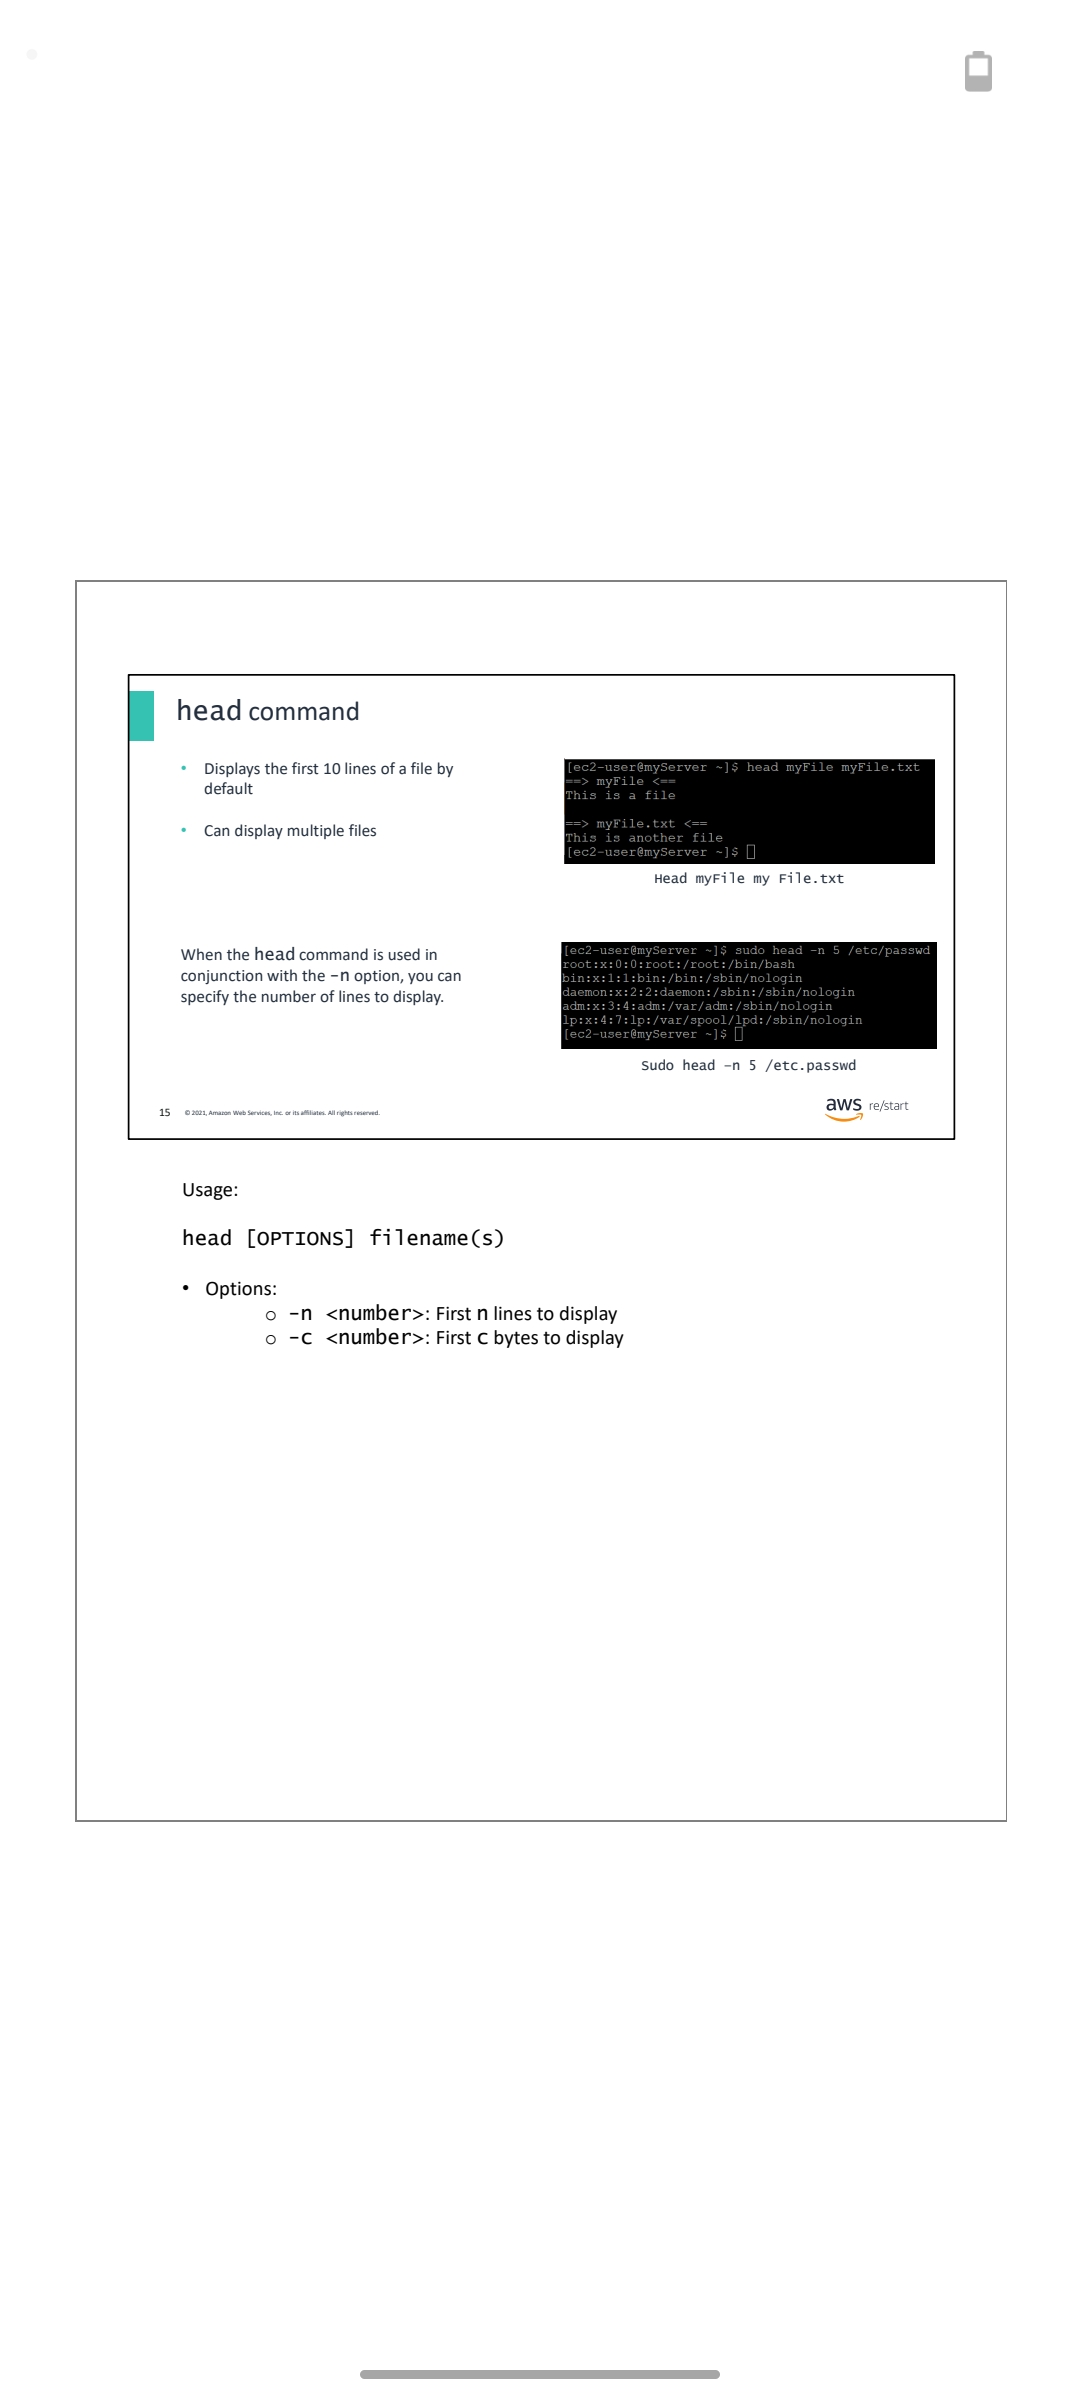 head command
• Displays the first 10 lines of a file by
default
• Can display multiple files
[ec2-user@myServer ~]$ head myFile myFile.txt
==> myFile <==
This is a file
==> myFile.txt <==
This is another file
[ec2-user@myServer ~]$
Head myFile my File.txt
When the head command is used in
conjunction with the -n option, you can
specify the number of lines to display.
[ec2-user@myServer ~]$ sudo head -n 5 /etc/passwd
root:x:0:0:root:/root:/bin/bash
bin:x:1:1:bin:/bin:/sbin/nologin
daemon:x:2:2:daemon:/sbin:/sbin/nologin
adm:x:3:4:adm:/var/adm:/sbin/nologin
lp:x:4:7:lp:/var/spool/lpd:/sbin/nologin
[ec2-user@myServer ~]$
Sudo head -n 5 /etc.passwd
15 © 2021, Amazon Web Services, Inc. or its affiliates. All rights reserved.
aws re/start
Usage:
head [OPTIONS] filename(s)
• Options:
o -n <number>: First n lines to display
o -c <number>: First c bytes to display